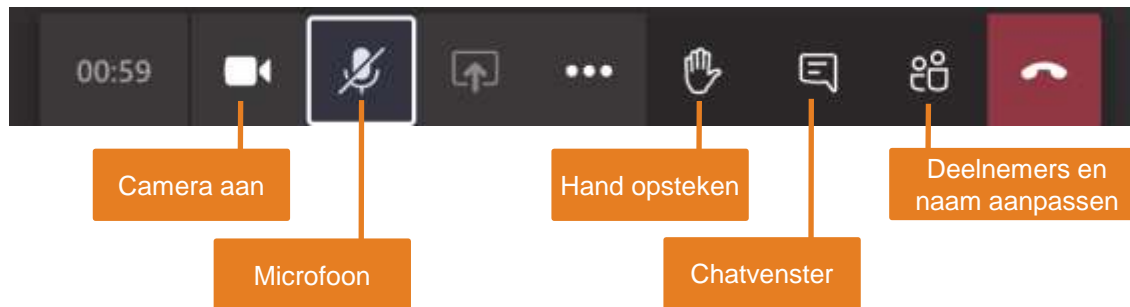 00:59
Camera aan
Hand opsteken
Deelnemers en
naam aanpassen
Microfoon
Chatvenster